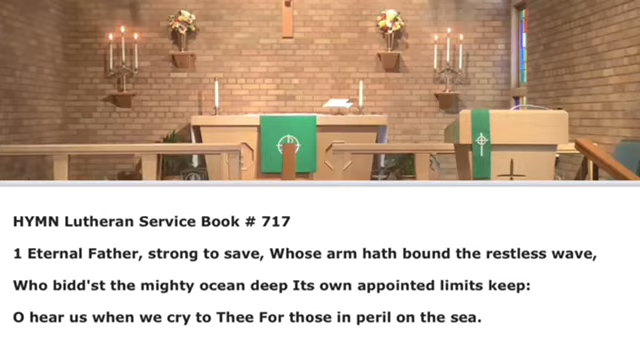 HYMN Lutheran Service Book # 717
1 Eternal Father, strong to save, Whose arm hath bound the restless wave,
Who bidd'st the mighty ocean deep Its own appointed limits keep:
O hear us when we cry to Thee For those in peril on the sea.